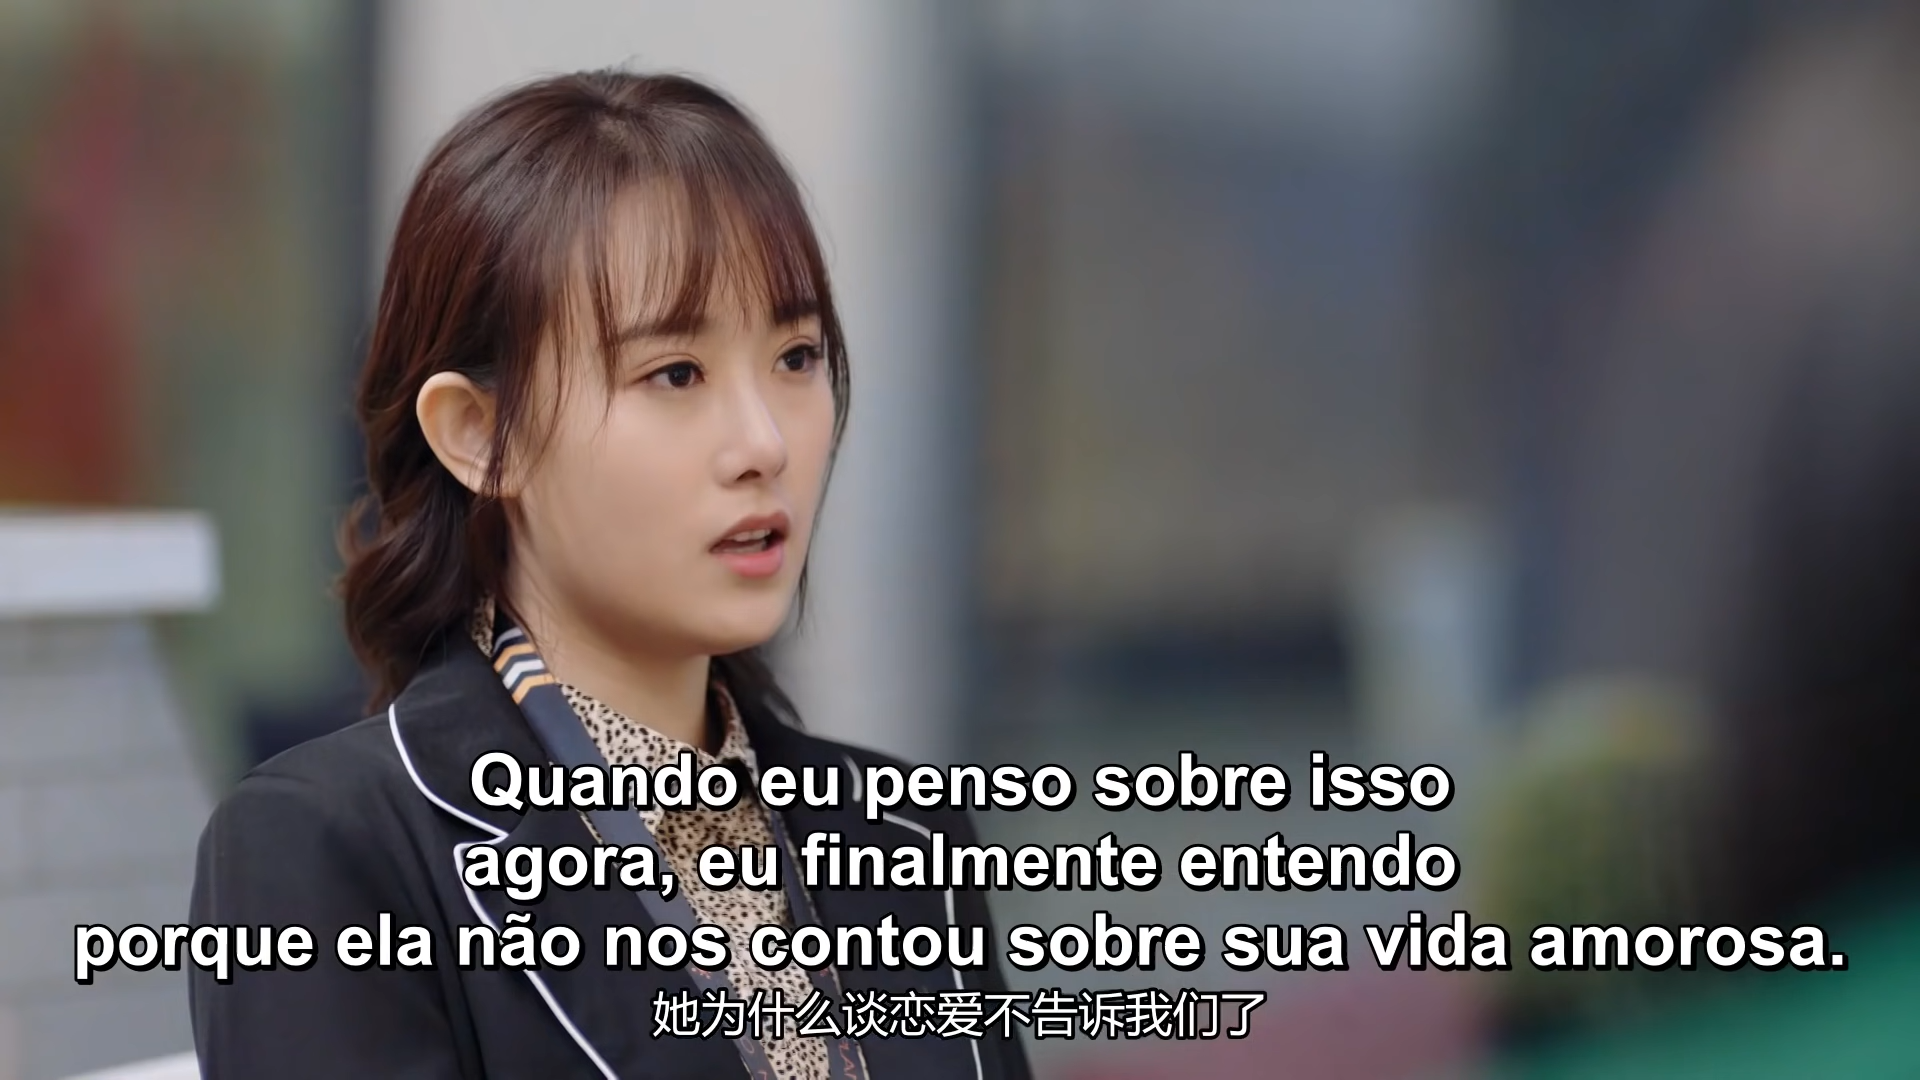 Quando eu penso sobre isso
agora, eu finalmente entendo
porque ela não nos contou sobre sua vida amorosa.
她为什么谈恋爱不告诉我们了